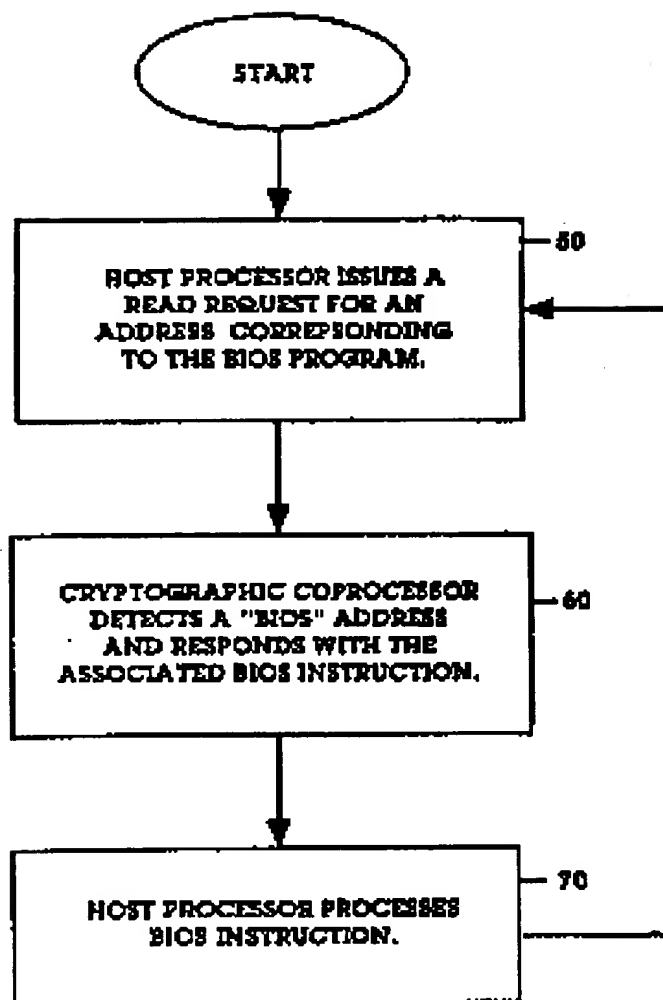 START
50
HOST PROCESSOR ISSUES A
READ REQUEST FOR AN
ADDRESS CORREPSONDING
TO THE BIOS PROGRAM.
CRYPTOGRAPHIC COPROCESSOR
DETECTS A "BIOS" ADDRESS
AND RESPONDS WITH THE
ASSOCIATED BIOS INSTRUCTION.
60
70
HOST PROCESSOR PROCESSES
BIOS INSTRUCTION.